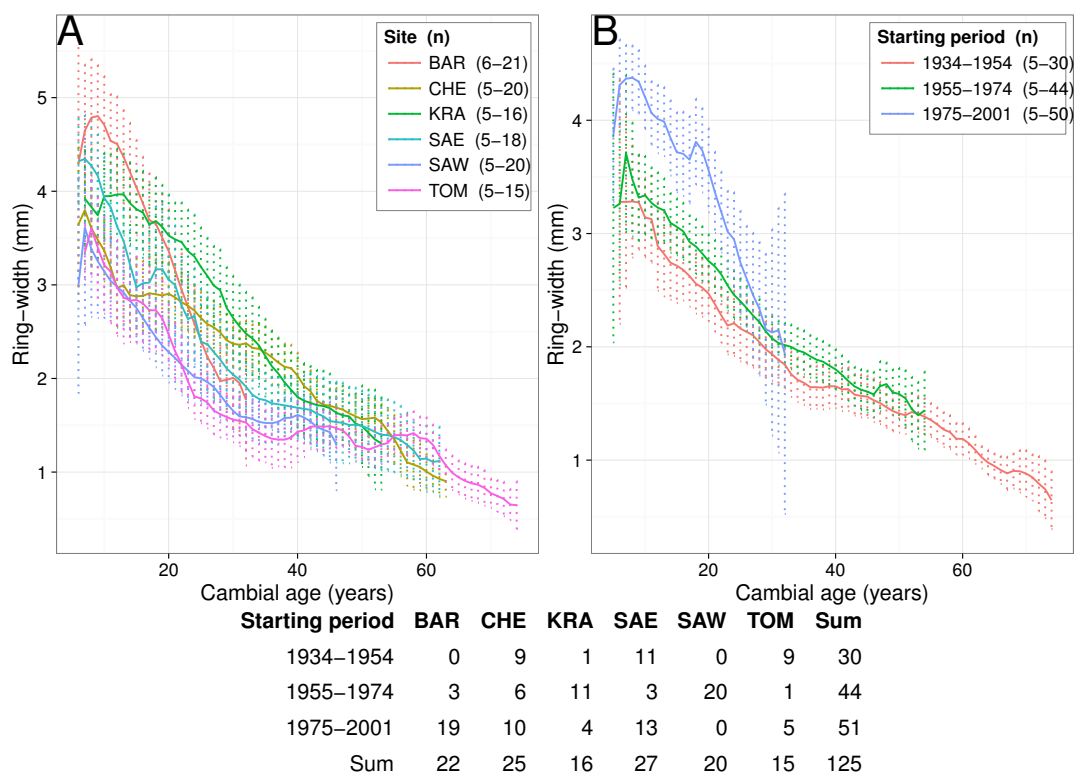 A
Site (n)
BAR (6–21)
CHE (5–20)
KRA (5–16)
SAE (5–18)
SAW (5–20)
TOM (5–15)
Ring–width (mm)
5
4
3
2
1
20 40 60
Cambial age (years)
B
Starting period (n)
1934–1954 (5–30)
1955–1974 (5–44)
1975–2001 (5–50)
Ring–width (mm)
4
3
2
1
20 40 60
Cambial age (years)
Starting period BAR CHE KRA SAE SAW TOM Sum
1934–1954 0 9 1 11 0 9 30
1955–1974 3 6 11 3 20 1 44
1975–2001 19 10 4 13 0 5 51
Sum 22 25 16 27 20 15 125